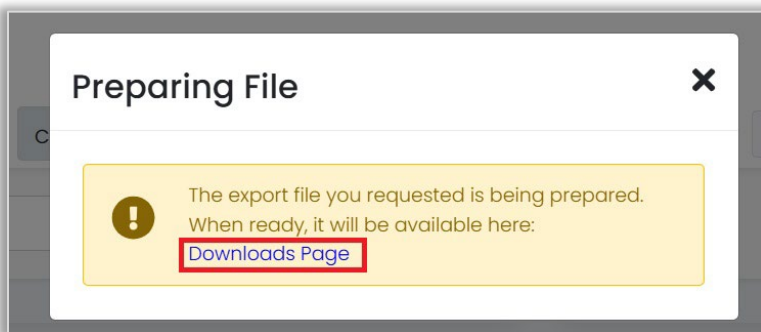 Preparing File
C
The export file you requested is being prepared.
When ready, it will be available here:
Downloads Page